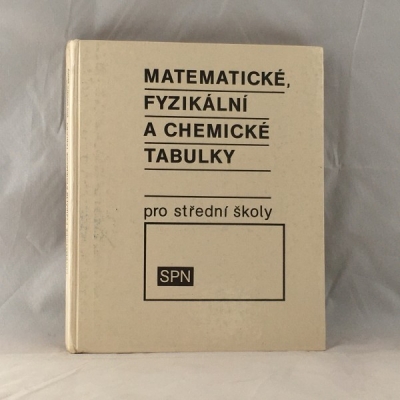 MATEMATICKÉ,
FYZIKÁLNÍ
A CHEMICKÉ
TABULKY
pro střední školy
SPN